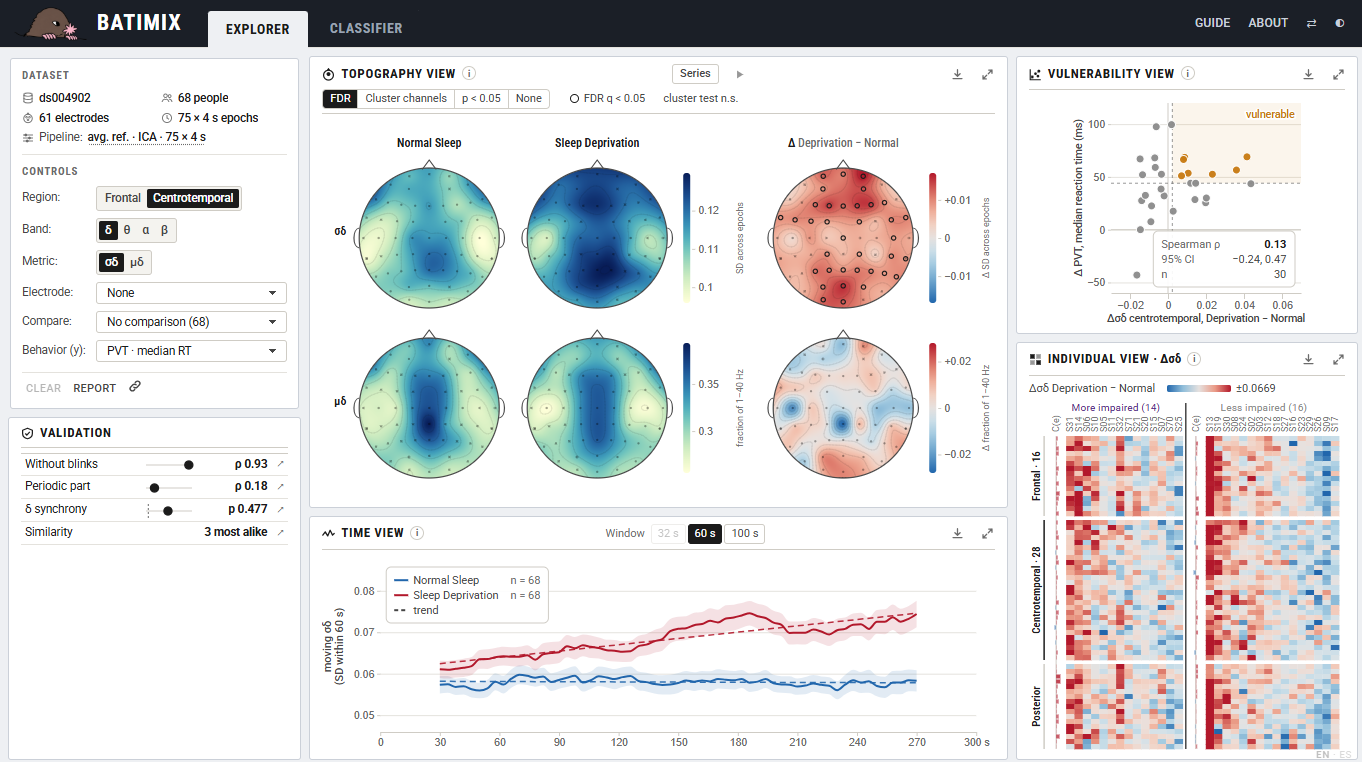 BATIMIX
EXPLORER
CLASSIFIER
GUIDE
ABOUT
DATASET
ds004902
68 people
61 electrodes
75 × 4 s epochs
Pipeline: avg. ref. · ICA · 75 × 4 s
CONTROLS
Region: Frontal Centrotemporal
Band: δ θ α β
Metric: σδ μδ
Electrode: None
Compare: No comparison (68)
Behavior (y): PVT · median RT
CLEAR REPORT
VALIDATION
Without blinks ρ 0.93
Periodic part ρ 0.18
δ synchrony p 0.477
Similarity 3 most alike
TOPOGRAPHY VIEW
Series
FDR Cluster channels p < 0.05 None
FDR q < 0.05 cluster test n.s.
Normal Sleep
Sleep Deprivation
Δ Deprivation − Normal
σδ
0.12
0.11
0.1
SD across epochs
+0.01
0
−0.01
Δ SD across epochs
μδ
0.35
0.3
fraction of 1–40 Hz
+0.02
0
−0.02
Δ fraction of 1–40 Hz
TIME VIEW
Window 32 s 60 s 100 s
Normal Sleep n = 68
Sleep Deprivation n = 68
trend
moving σδ
(SD within 60 s)
0.08
0.07
0.06
0.05
0 30 60 90 120 150 180 210 240 270 300 s
VULNERABILITY VIEW
vulnerable
Δ PVT, median reaction time (ms)
100
50
0
−50
Spearman ρ 0.13
95% CI −0.24, 0.47
n 30
−0.02 0 0.02 0.04 0.06
Δσδ centrotemporal, Deprivation − Normal
INDIVIDUAL VIEW · Δσδ
Δσδ Deprivation − Normal ±0.0669
More impaired (14)
Less impaired (16)
C(e)
C(e)
Frontal · 16
Centrotemporal · 28
Posterior
EN · ES